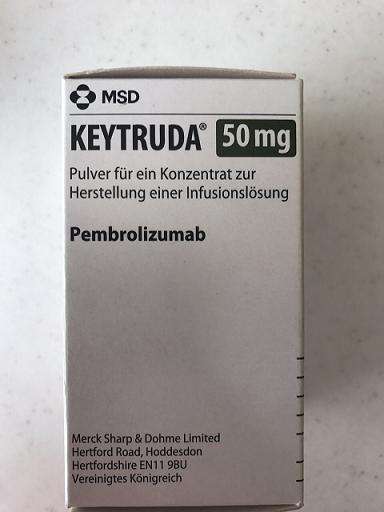 MSD
KEYTRUDA® 50 mg
Pulver für ein Konzentrat zur
Herstellung einer Infusionslösung
Pembrolizumab
Merck Sharp & Dohme Limited
Hertford Road, Hoddesdon
Hertfordshire EN11 9BU
Vereinigtes Königreich